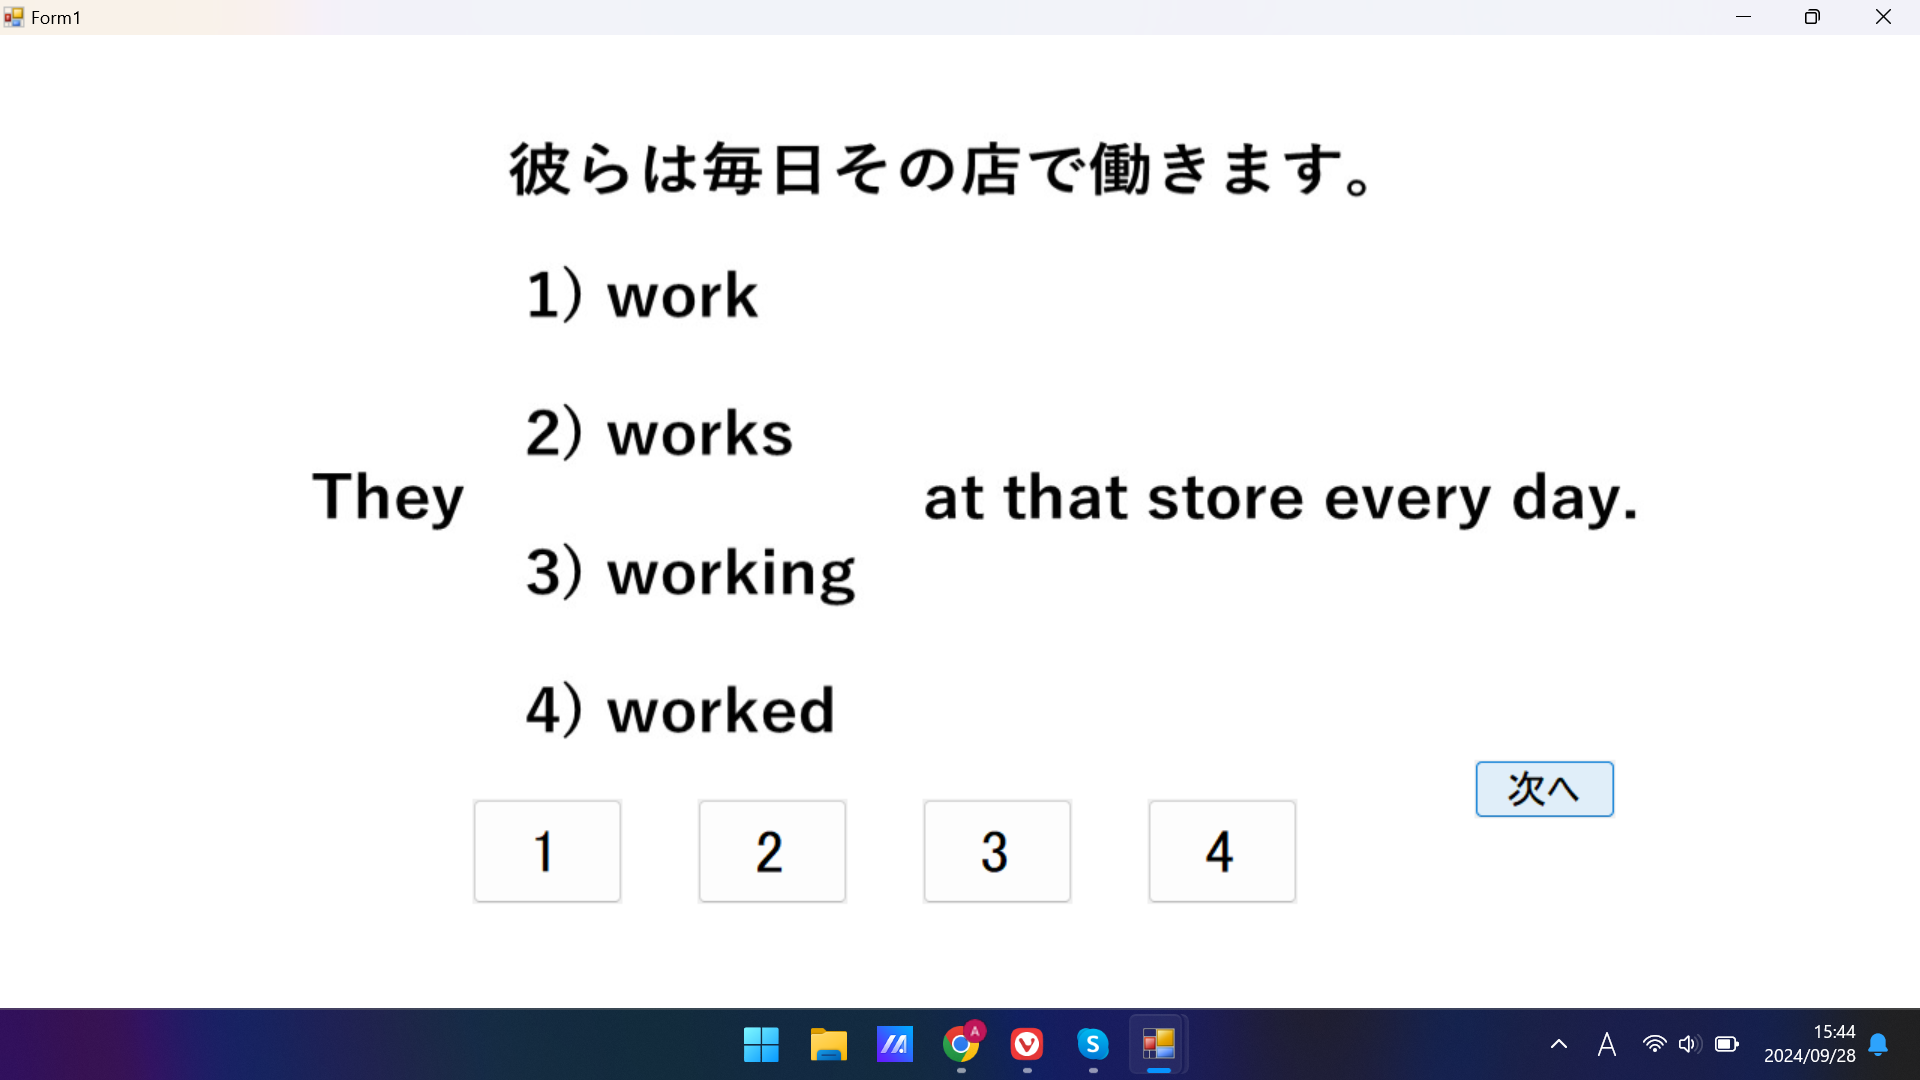 Form1
彼らは毎日その店で働きます。
1) work
2) works
They at that store every day.
3) working
4) worked
次へ
1 2 3 4
A
S
A
15:44
2024/09/28